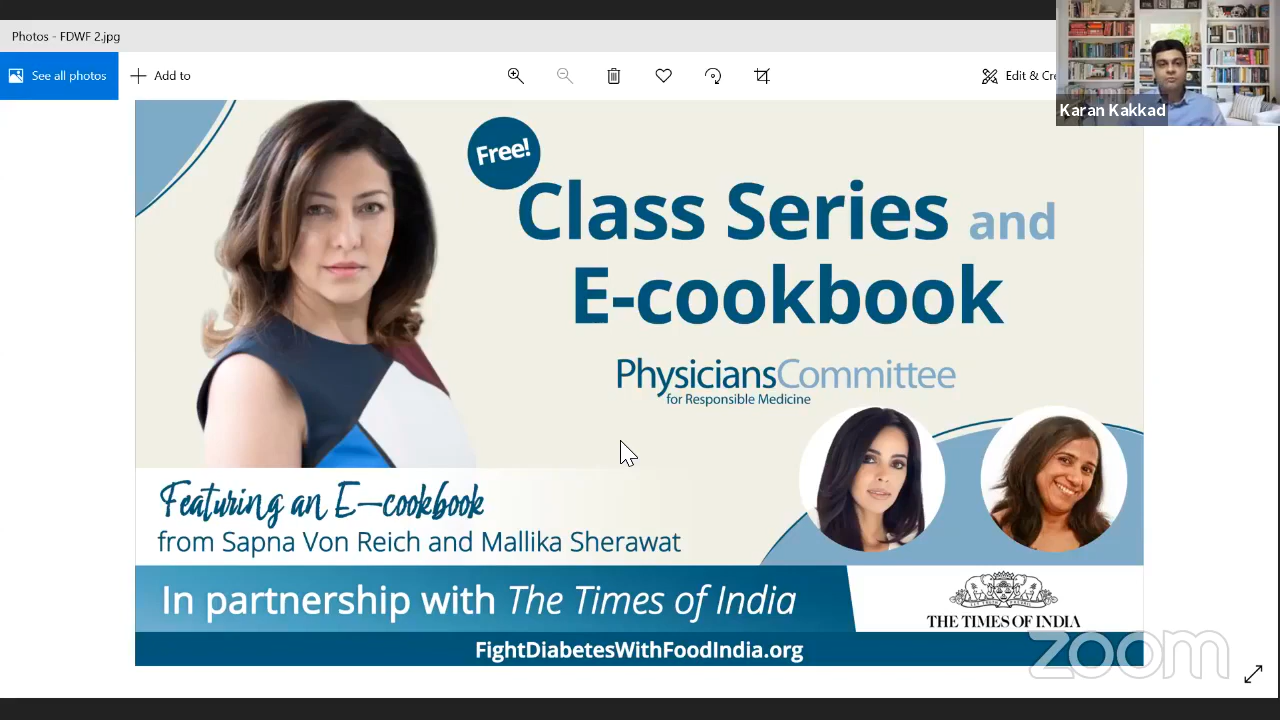 Photos - FDWF 2.jpg
See all photos
Add to
Edit & Cre
Karan Kakkad
Free!
Class Series and
E-cookbook
PhysiciansCommittee
for Responsible Medicine
Featuring an E-cookbook
from Sapna Von Reich and Mallika Sherawat
In partnership with The Times of India
THE TIMES OF INDIA
FightDiabetesWithFoodIndia.org
zoom